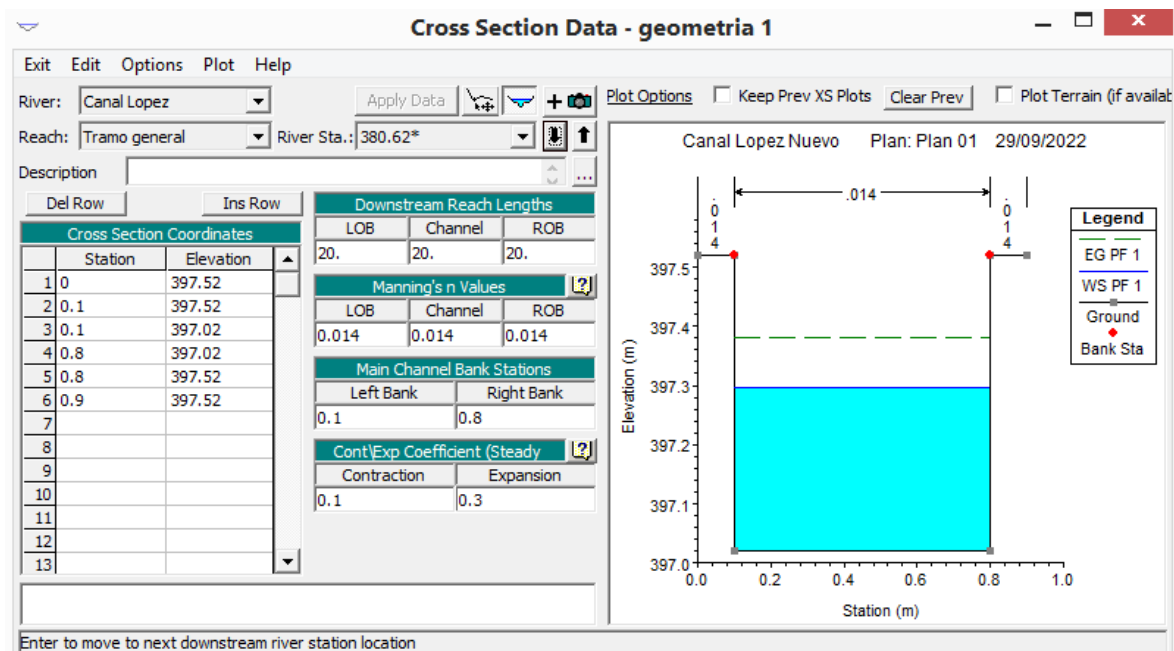 Cross Section Data - geometria 1
Exit Edit Options Plot Help
River: Canal Lopez Apply Data
Plot Options Keep Prev XS Plots Clear Prev Plot Terrain (if availab
Reach: Tramo general River Sta.: 380.62*
Description ...
Del Row Ins Row
Cross Section Coordinates
Station Elevation
1 0 397.52
2 0.1 397.52
3 0.1 397.02
4 0.8 397.02
5 0.8 397.52
6 0.9 397.52
7
8
9
10
11
12
13
Downstream Reach Lengths
LOB Channel ROB
20. 20. 20.
Manning's n Values
LOB Channel ROB
0.014 0.014 0.014
Main Channel Bank Stations
Left Bank Right Bank
0.1 0.8
Cont\Exp Coefficient (Steady
Contraction Expansion
0.1 0.3
Canal Lopez Nuevo Plan: Plan 01 29/09/2022
.014
.014
.014
Legend
EG PF 1
WS PF 1
Ground
Bank Sta
Elevation (m)
397.5
397.4
397.3
397.2
397.1
397.0
0.0 0.2 0.4 0.6 0.8 1.0
Station (m)
Enter to move to next downstream river station location